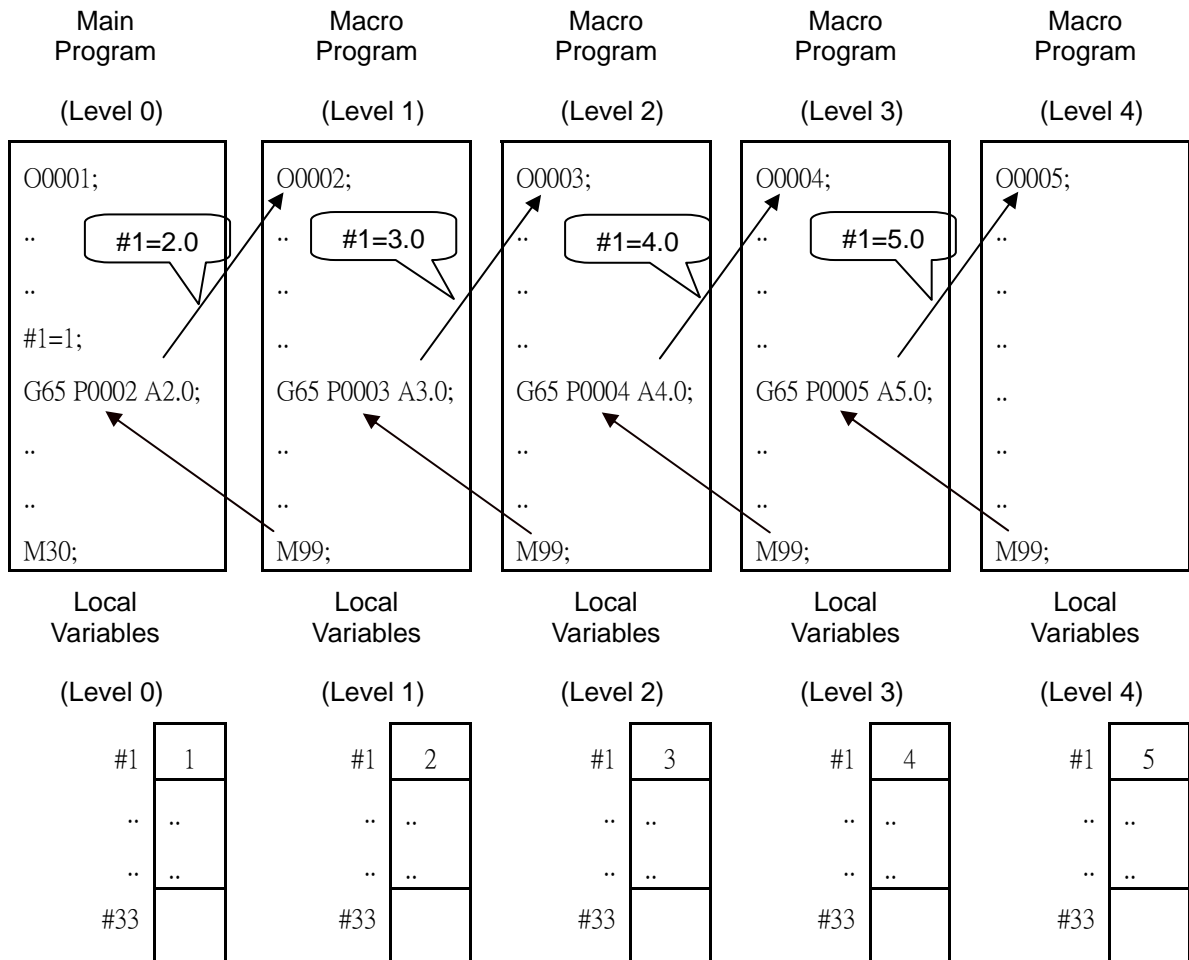 Main Program Macro Program Macro Program Macro Program Macro Program
(Level 0) (Level 1) (Level 2) (Level 3) (Level 4)
O0001; O0002; O0003; O0004; O0005;
.. #1=2.0 .. #1=3.0 .. #1=4.0 .. #1=5.0 ..
.. .. .. .. ..
#1=1; .. .. .. ..
G65 P0002 A2.0; G65 P0003 A3.0; G65 P0004 A4.0; G65 P0005 A5.0; ..
.. .. .. .. ..
.. .. .. .. ..
M30; M99; M99; M99; M99;
Local Variables Local Variables Local Variables Local Variables Local Variables
(Level 0) (Level 1) (Level 2) (Level 3) (Level 4)
#1 1 #1 2 #1 3 #1 4 #1 5
.. .. .. .. .. .. .. .. .. ..
.. .. .. .. .. .. .. .. .. ..
#33 #33 #33 #33 #33